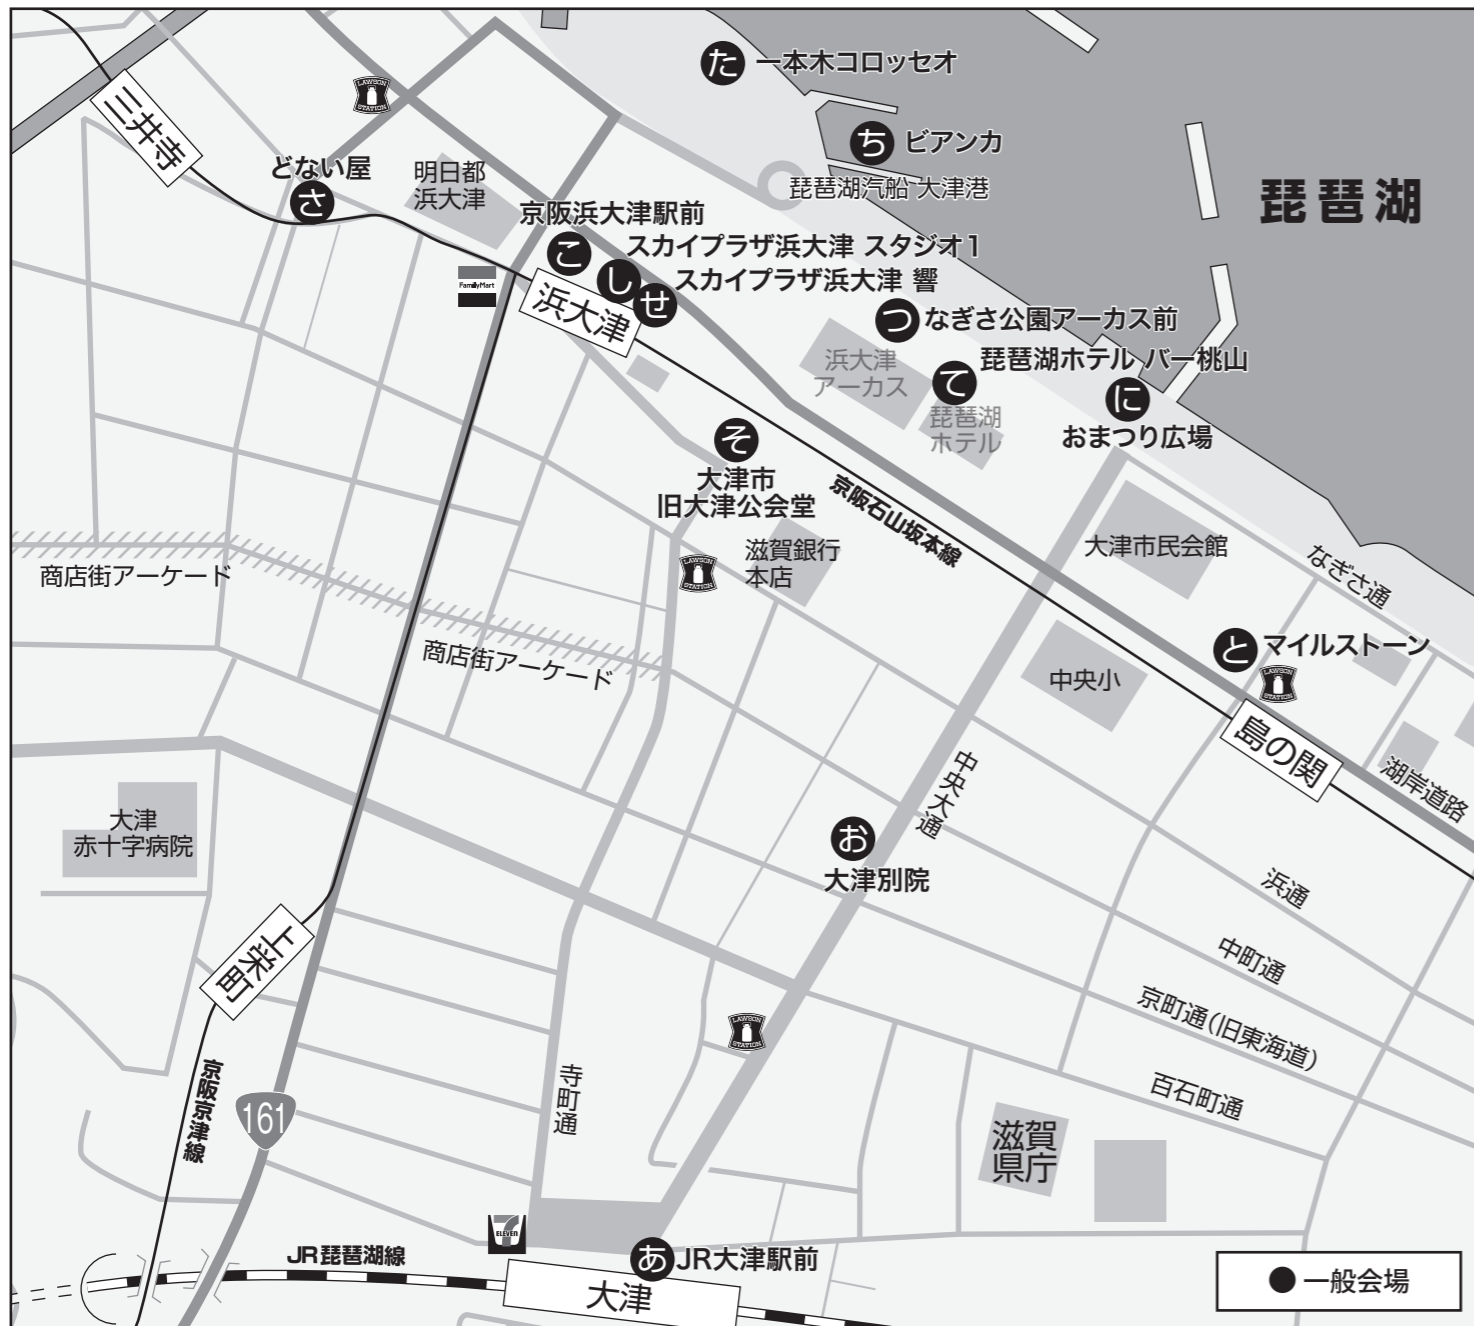 た 一本木コロッセオ
LAWSON
STATION
三井寺
ち ビアンカ
どない屋
さ
明日都
浜大津
琵琶湖汽船 大津港
琵琶湖
京阪浜大津駅前
こ
スカイプラザ浜大津 スタジオ1
し
スカイプラザ浜大津 響
せ
FamilyMart
浜大津
つ なぎさ公園アーカス前
浜大津
アーカス
琵琶湖ホテル バー桃山
て
琵琶湖
ホテル
に
おまつり広場
そ
大津市
旧大津公会堂
京阪石山坂本線
滋賀銀行
本店
LAWSON
STATION
大津市民会館
なぎさ通
商店街アーケード
商店街アーケード
と マイルストーン
LAWSON
STATION
中央小
島の関
湖岸道路
中央大通
大津
赤十字病院
お
大津別院
浜通
中町通
京町通(旧東海道)
百石町通
上栄町
LAWSON
STATION
京阪京津線
161
寺町通
滋賀
県庁
7
ELEVEN
JR琵琶湖線
あ JR大津駅前
大津
● 一般会場